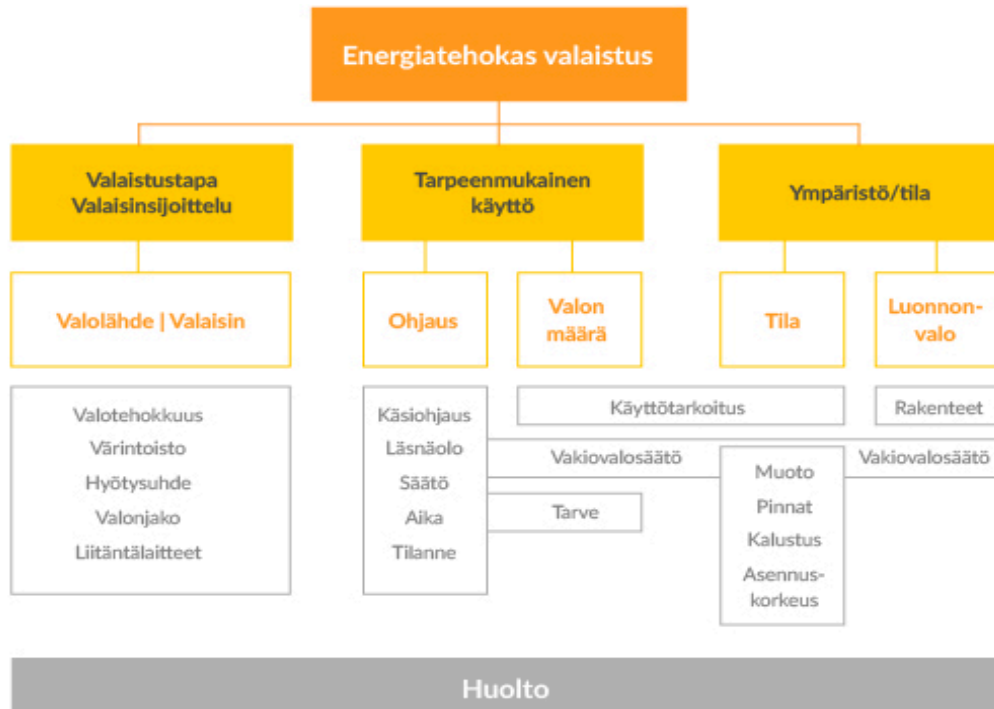 Energiatehokas valaistus
Valaistustapa
Valaisinsijoittelu
Tarpeenmukainen
käyttö
Ympäristö/tila
Valolähde | Valaisin
Ohjaus
Valon
määrä
Tila
Luonnon-
valo
Valotehokkuus
Värintoisto
Hyötysuhde
Valonjako
Liitäntälaitteet
Käsiohjaus
Läsnäolo
Säätö
Aika
Tilanne
Käyttötarkoitus
Rakenteet
Vakiovalosäätö
Vakiovalosäätö
Tarve
Muoto
Pinnat
Kalustus
Asennus-
korkeus
Huolto